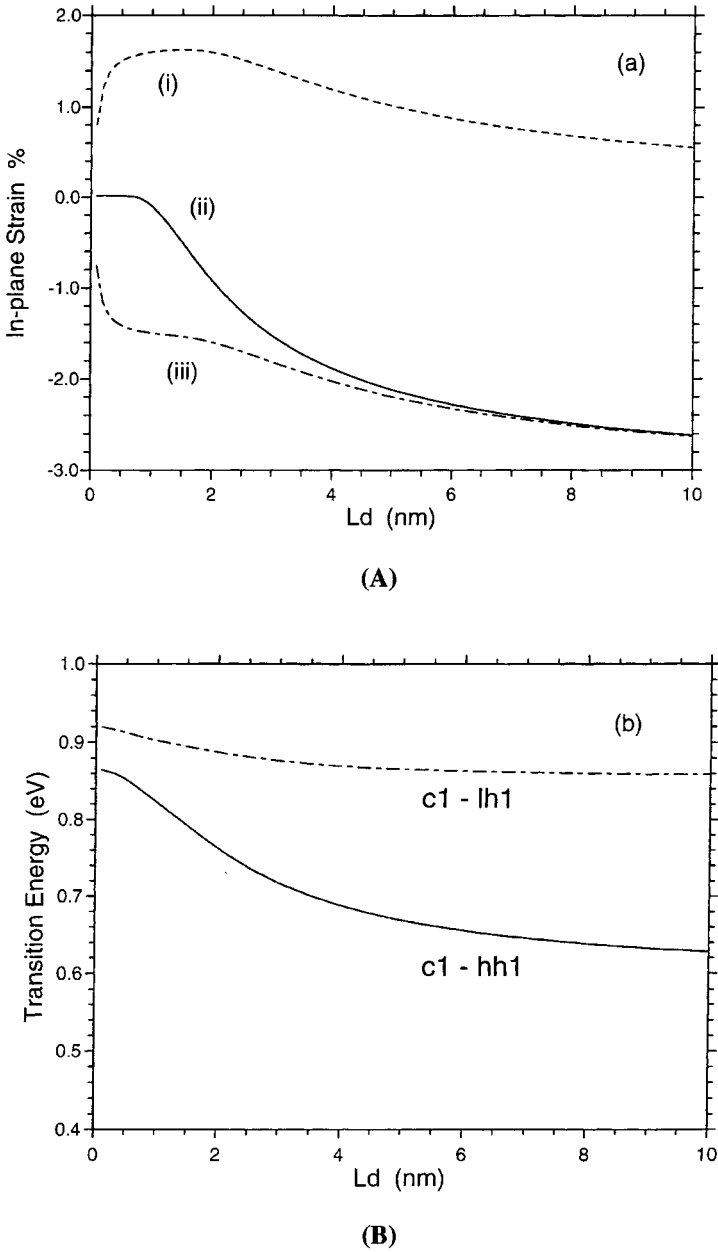 2.0
(a)
(i)
1.0
0.0
(ii)
-1.0
(iii)
-2.0
-3.0
In-plane Strain %
0 2 4 6 8 10
Ld (nm)
(A)
1.0
(b)
0.9
c1 - lh1
0.8
0.7
c1 - hh1
0.6
0.5
0.4
Transition Energy (eV)
0 2 4 6 8 10
Ld (nm)
(B)